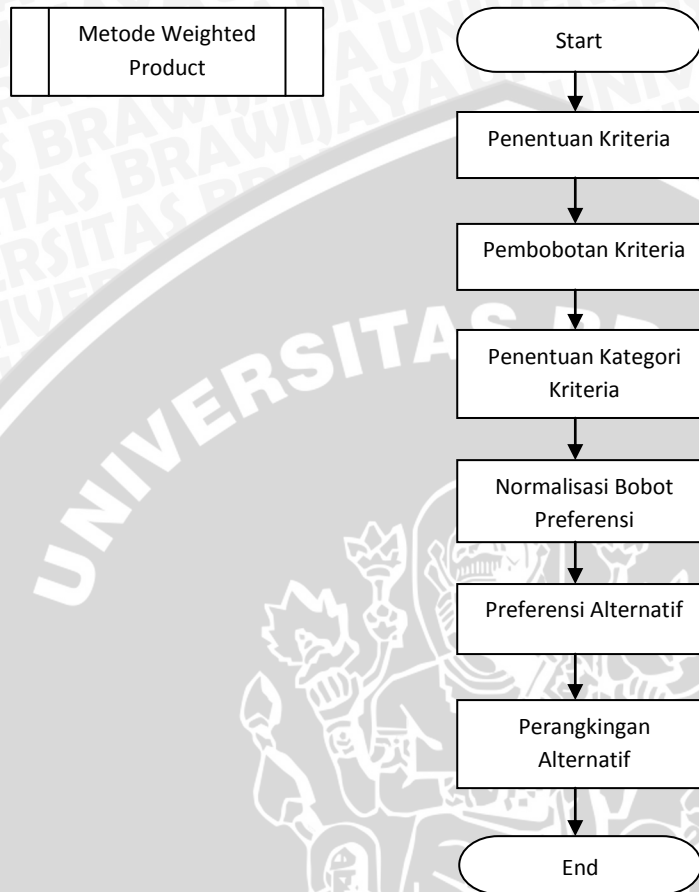 Metode Weighted
Product
Start
Penentuan Kriteria
Pembobotan Kriteria
Penentuan Kategori
Kriteria
Normalisasi Bobot
Preferensi
Preferensi Alternatif
Perangkingan
Alternatif
End
UNIVERSITAS